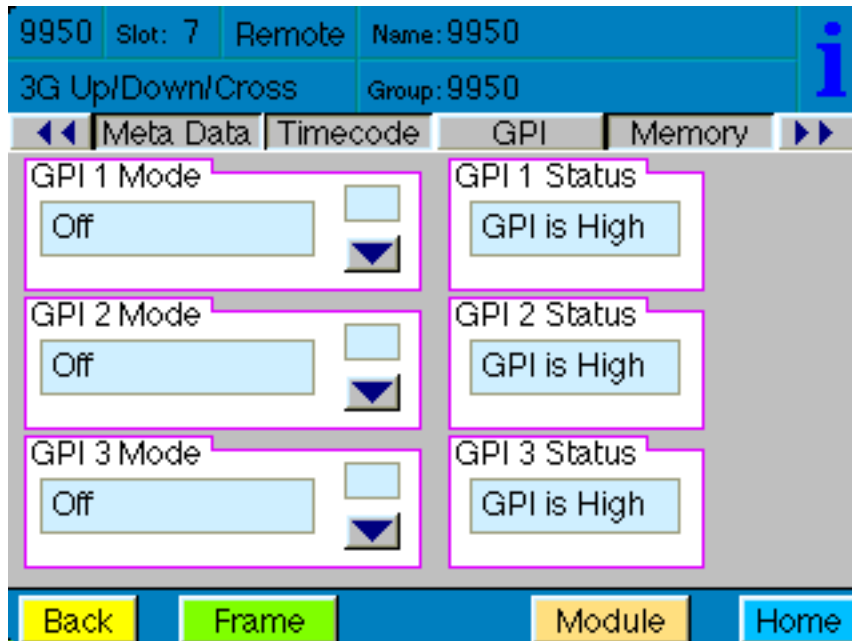 9950 Slot: 7 Remote Name: 9950
3G Up/Down/Cross Group: 9950
i
Meta Data Timecode GPI Memory
GPI 1 Mode GPI 1 Status
Off GPI is High
GPI 2 Mode GPI 2 Status
Off GPI is High
GPI 3 Mode GPI 3 Status
Off GPI is High
Back Frame Module Home